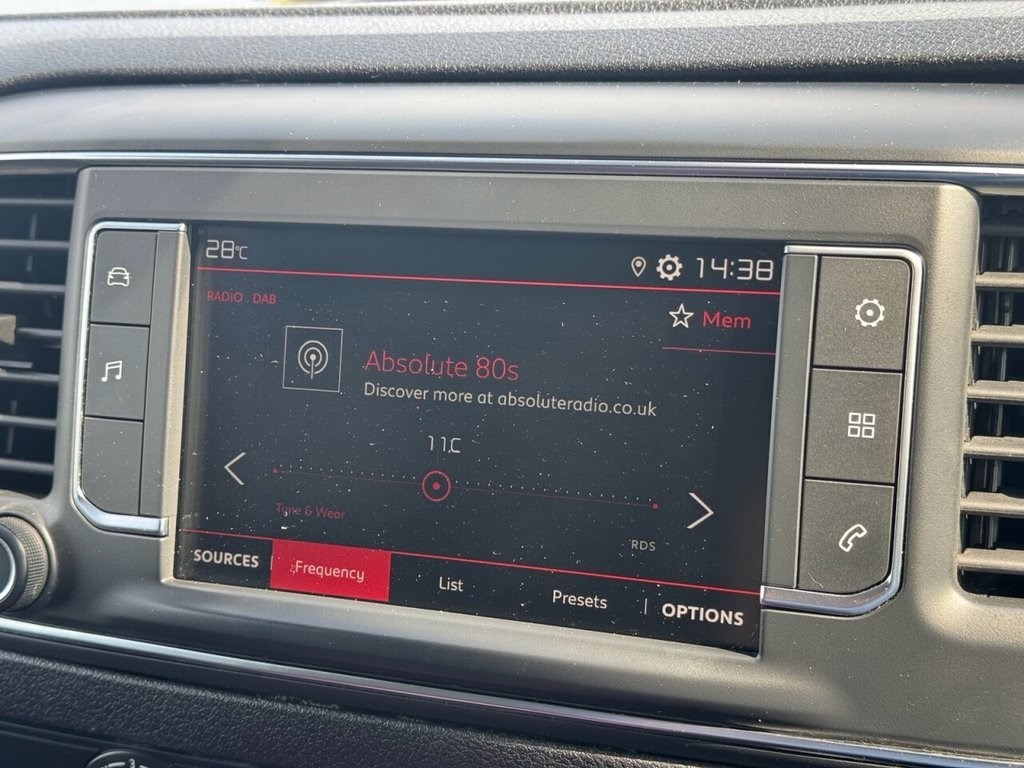 28°C
14:38
RADIO . DAB
Mem
Absolute 80s
Discover more at absoluteradio.co.uk
11C
Tyne & Wear
RDS
SOURCES
Frequency
List
Presets
OPTIONS